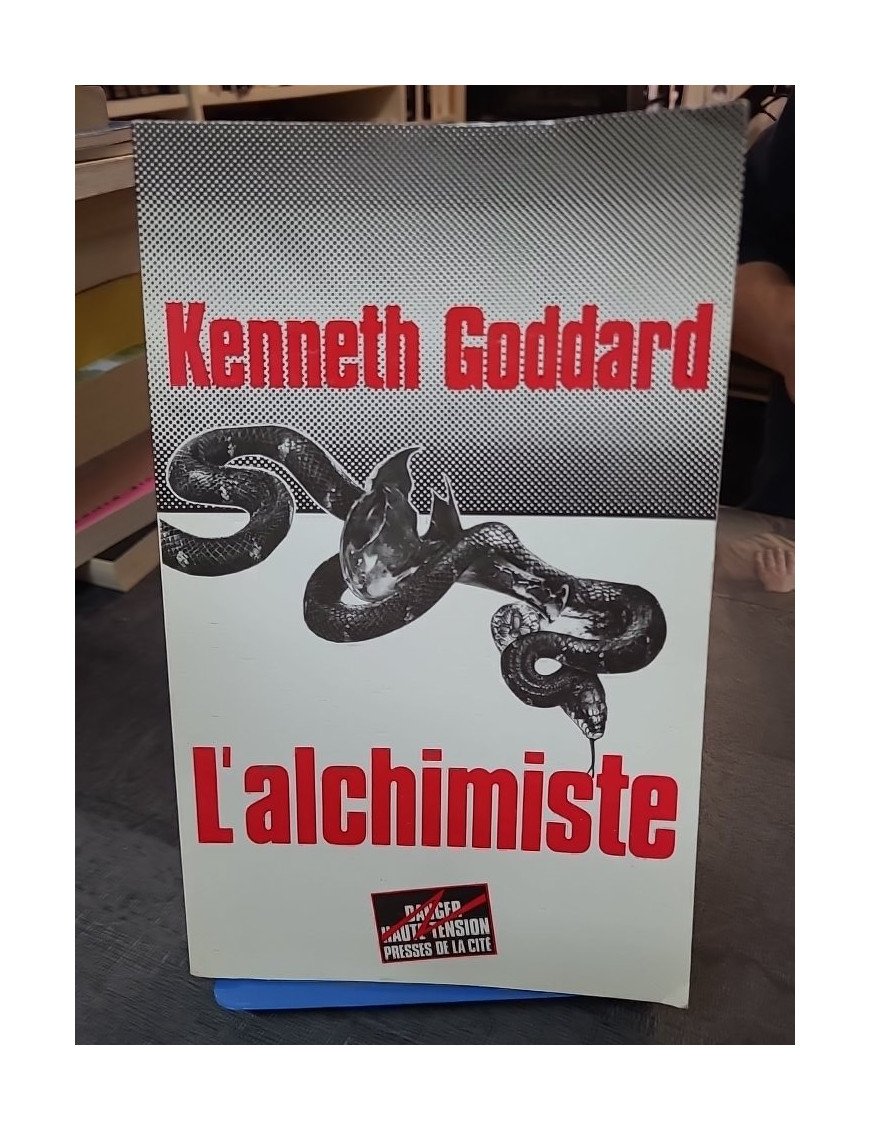 Kenneth Goddard
L'alchimiste
DANGER
HAUTE TENSION
PRESSES DE LA CITÉ